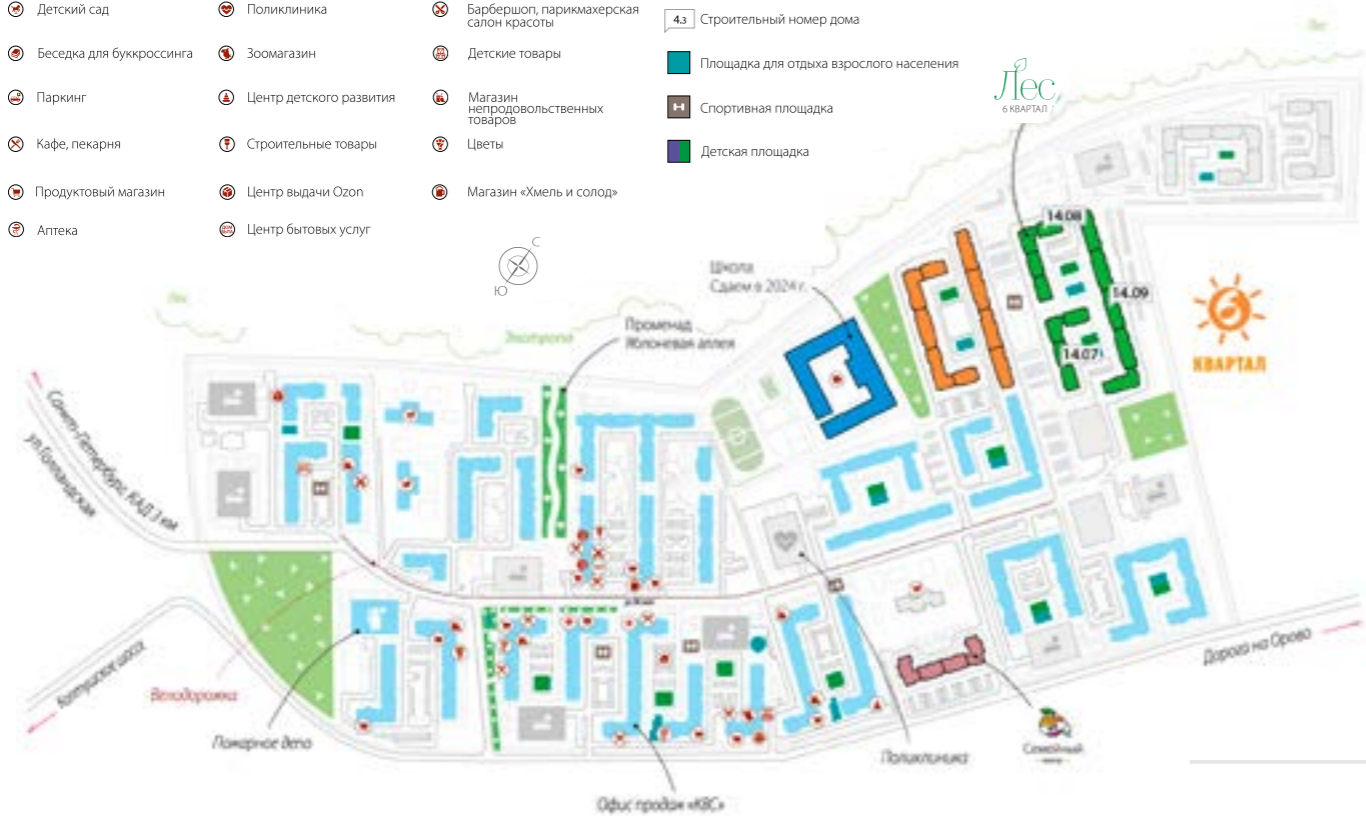 Детский сад
Поликлиника
Барбершоп, парикмахерская
салон красоты
4.3 Строительный номер дома
Беседка для буккроссинга
Зоомагазин
Детские товары
Площадка для отдыха взрослого населения
Паркинг
Центр детского развития
Магазин
непродовольственных
товаров
Спортивная площадка
Кафе, пекарня
Строительные товары
Цветы
Детская площадка
Продуктовый магазин
Центр выдачи Ozon
Магазин «Хмель и солод»
Аптека
Центр бытовых услуг
С
Ю
Лес
Лес
6 КВАРТАЛ
14.08
14.09
14.07
Школа
Сдаем в 2024 г.
6
КВАРТАЛ
Лес
Экотропа
Променад
Яблоневая аллея
Санкт-Петербург, КАД 3 км
ул.Голландская
Колтушское шоссе
Велодорожка
Пожарное депо
Офис продаж «КВС»
Поликлиника
Семейный
Дорога на Орово